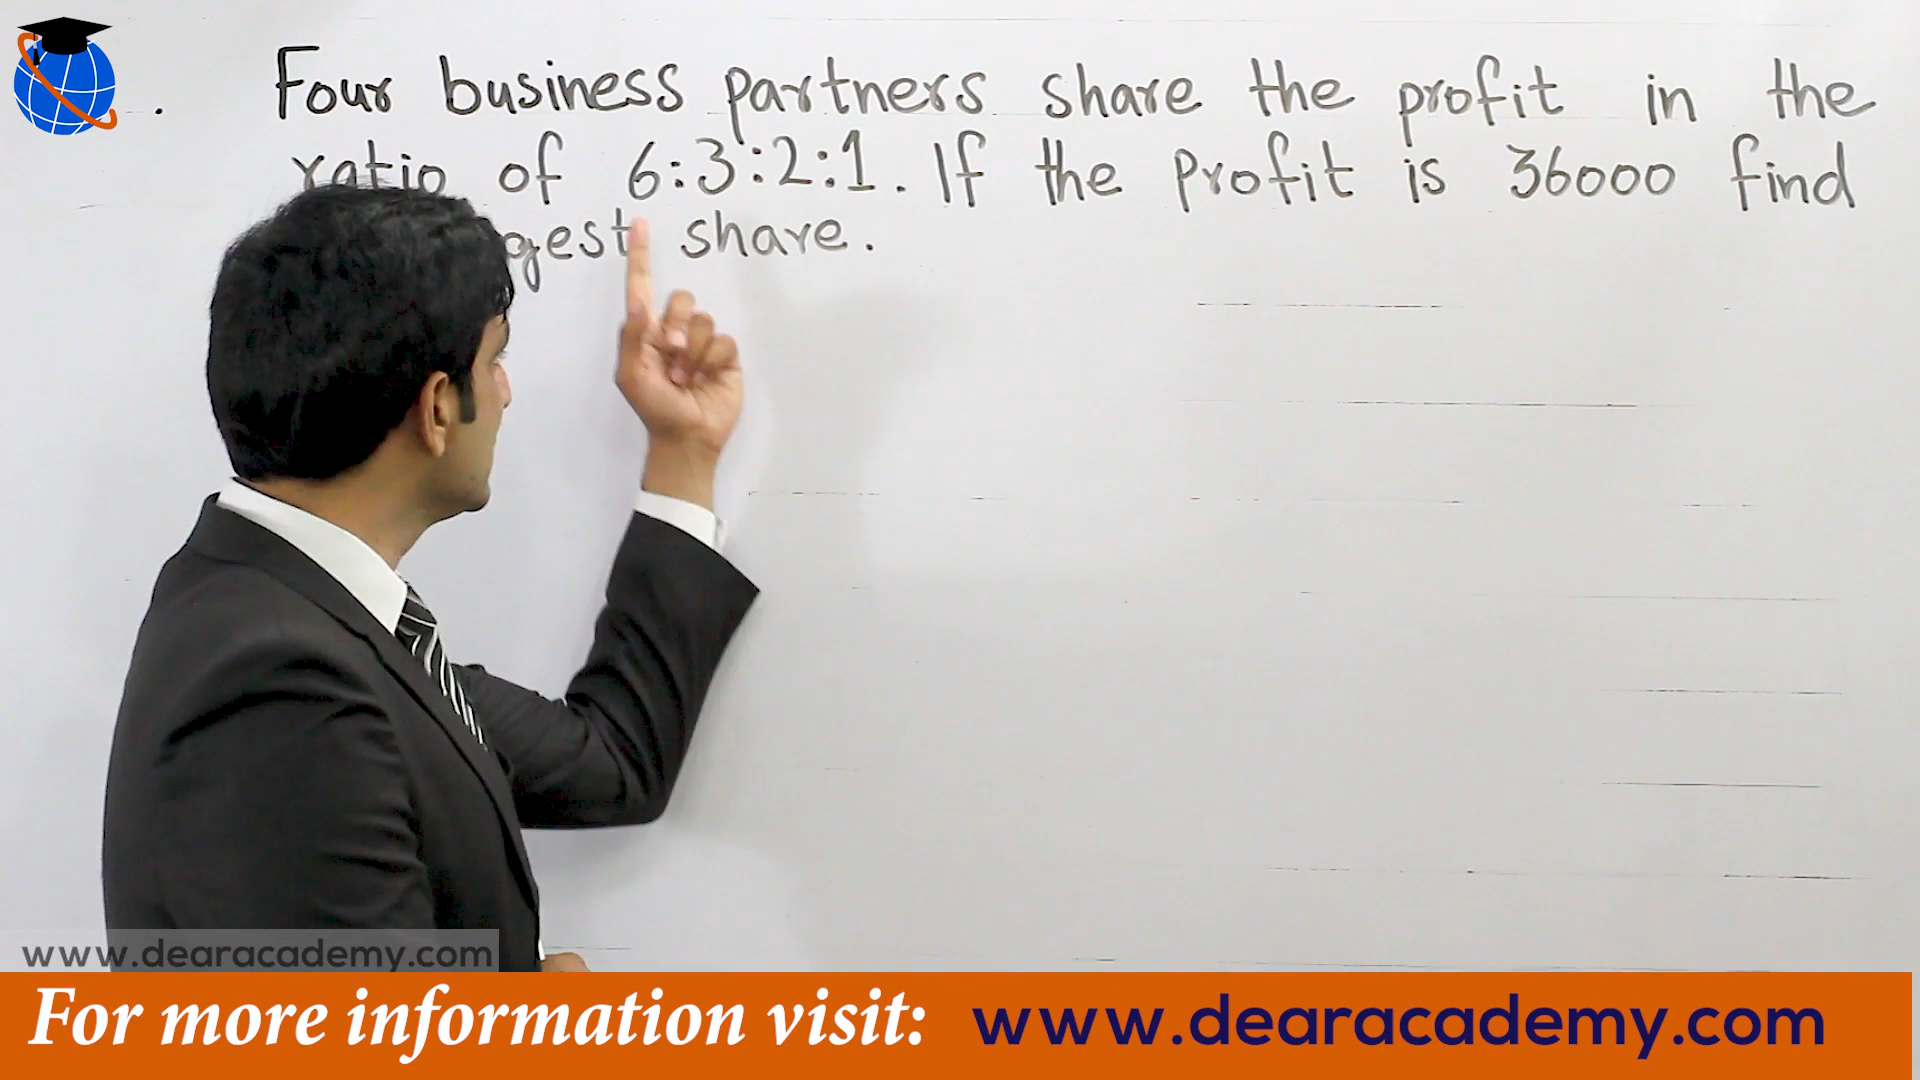 Four business partners share the profit in the
ratio of 6:3:2:1. If the Profit is 36000 find
gest share.
www.dearacademy.com
For more information visit: www.dearacademy.com